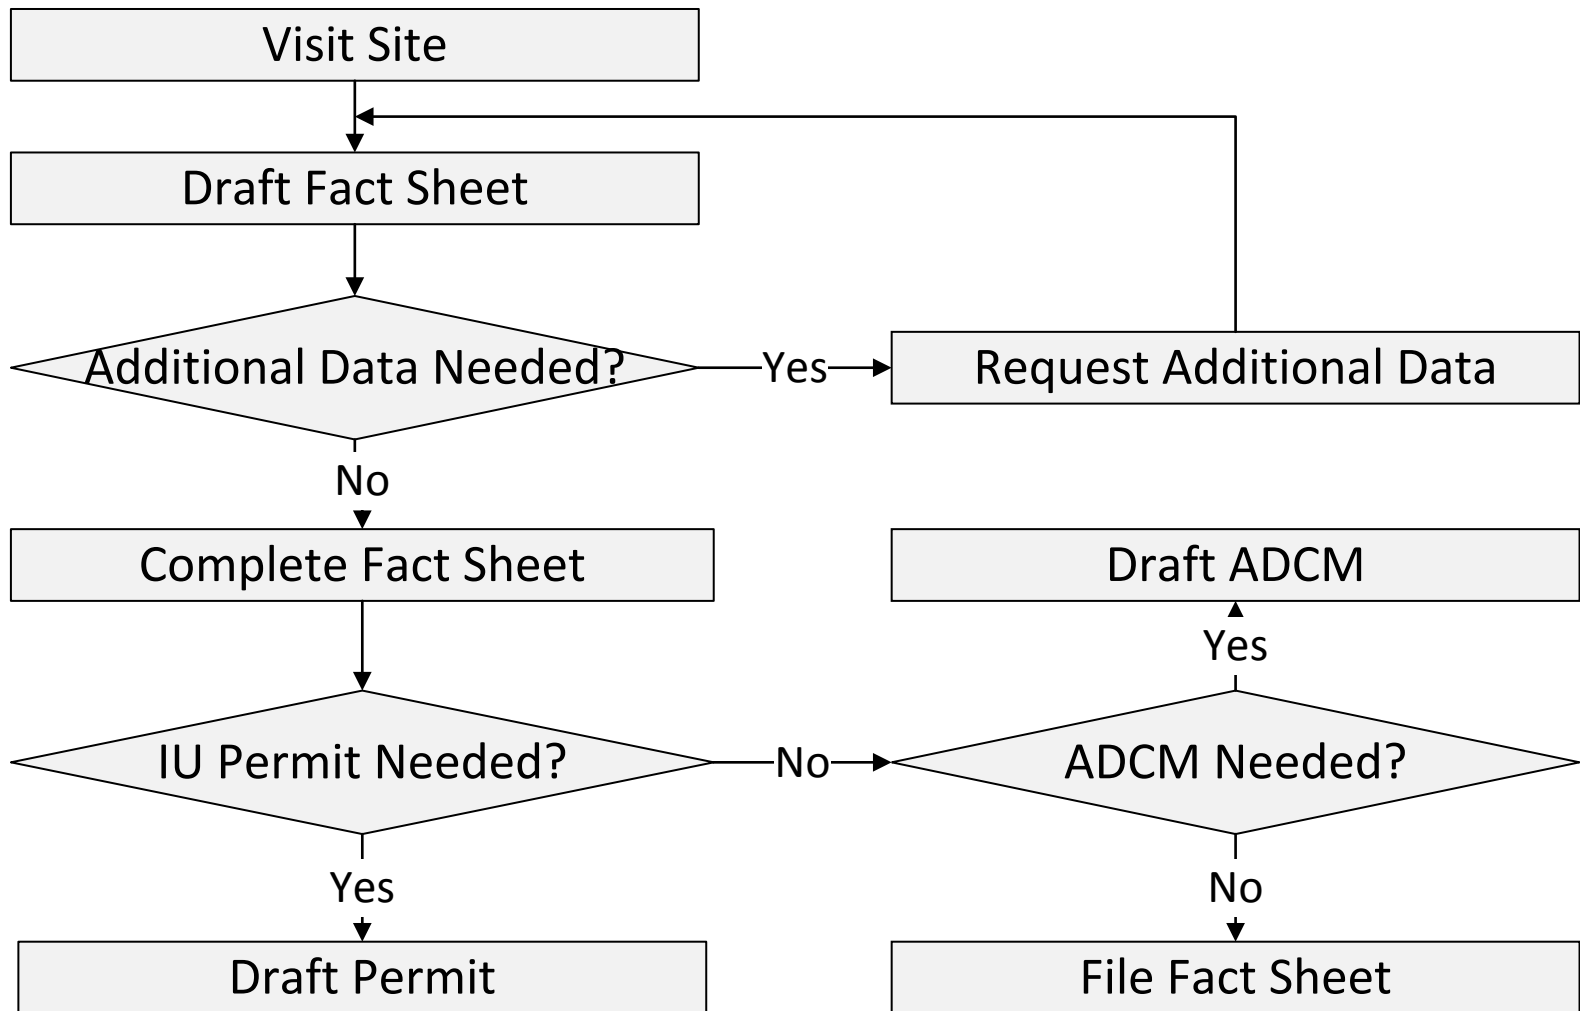 Visit Site
Draft Fact Sheet
Additional Data Needed?
Yes
Request Additional Data
No
Complete Fact Sheet
Draft ADCM
Yes
IU Permit Needed?
No
ADCM Needed?
Yes
No
Draft Permit
File Fact Sheet